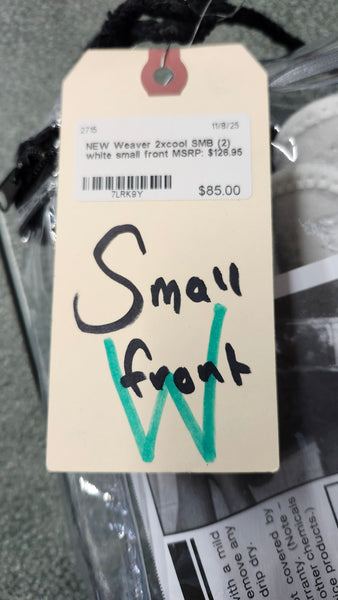 2715 11/8/25
NEW Weaver 2xcool SMB (2)
white small front MSRP: $126.95
7LRK9Y
$85.00
Small
front
W
with a mild
emove any
drip dry.
t covered by
other chemicals
rranty. (Note -
ice products.)